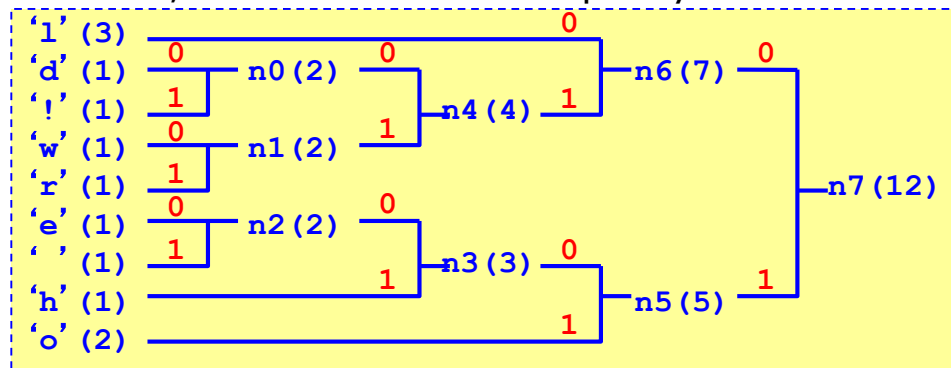 0
‘l’(3)
0 0 0
‘d’(1) n0(2) n6(7)
1 1
‘!’(1) n4(4)
0 1
‘w’(1) n1(2)
1
‘r’(1) n7(12)
0 0
‘e’(1) n2(2)
1 0
‘ ’(1) n3(3)
1 1
‘h’(1) n5(5)
1
‘o’(2)